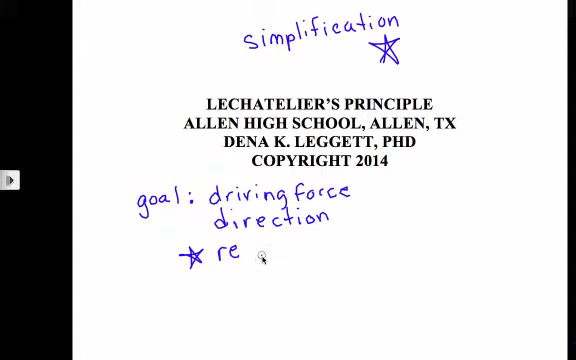 simplification
LECHATELIER'S PRINCIPLE
ALLEN HIGH SCHOOL, ALLEN, TX
DENA K. LEGGETT, PHD
COPYRIGHT 2014
goal: driving force
direction
re